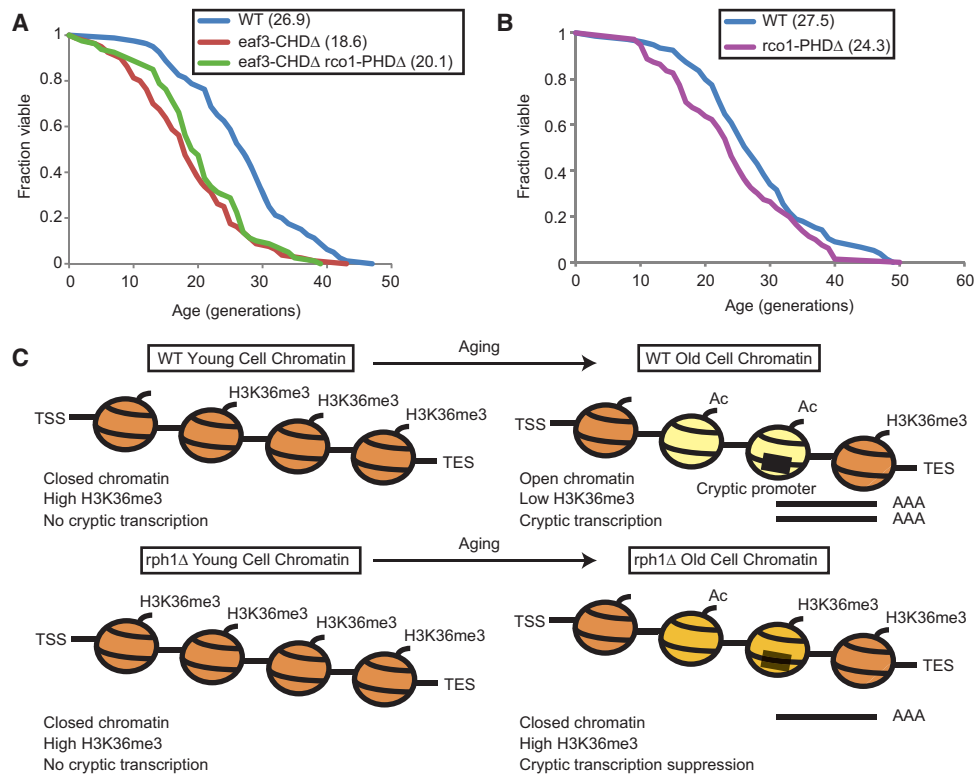 A
WT (26.9)
eaf3-CHDΔ (18.6)
eaf3-CHDΔ rco1-PHDΔ (20.1)
Fraction viable
1
0.8
0.6
0.4
0.2
0
0 10 20 30 40 50
Age (generations)
B
WT (27.5)
rco1-PHDΔ (24.3)
Fraction viable
1
0.8
0.6
0.4
0.2
0
0 10 20 30 40 50 60
Age (generations)
C
WT Young Cell Chromatin
Aging
WT Old Cell Chromatin
TSS
H3K36me3
H3K36me3
H3K36me3
TES
Closed chromatin
High H3K36me3
No cryptic transcription
TSS
Ac
Ac
H3K36me3
TES
Cryptic promoter
Open chromatin
Low H3K36me3
Cryptic transcription
AAA
AAA
rph1Δ Young Cell Chromatin
Aging
rph1Δ Old Cell Chromatin
TSS
H3K36me3
H3K36me3
H3K36me3
H3K36me3
TES
Closed chromatin
High H3K36me3
No cryptic transcription
TSS
Ac
H3K36me3
H3K36me3
TES
AAA
Closed chromatin
High H3K36me3
Cryptic transcription suppression